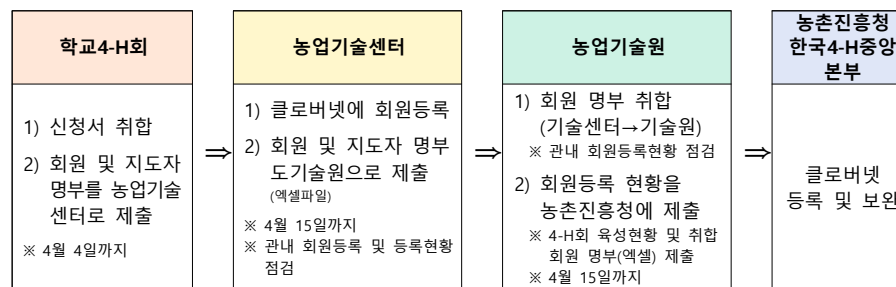 학교4-H회
1) 신청서 취합
2) 회원 및 지도자
명부를 농업기술
센터로 제출
※ 4월 4일까지
⇒
농업기술센터
1) 클로버넷에 회원등록
2) 회원 및 지도자 명부
도기술원으로 제출
(엑셀파일)
※ 4월 15일까지
※ 관내 회원등록 및 등록현황
점검
⇒
농업기술원
1) 회원 명부 취합
(기술센터→기술원)
※ 관내 회원등록현황 점검
2) 회원등록 현황을
농촌진흥청에 제출
※ 4-H회 육성현황 및 취합
회원 명부(엑셀) 제출
※ 4월 15일까지
⇒
농촌진흥청
한국4-H중앙
본부
클로버넷
등록 및 보완